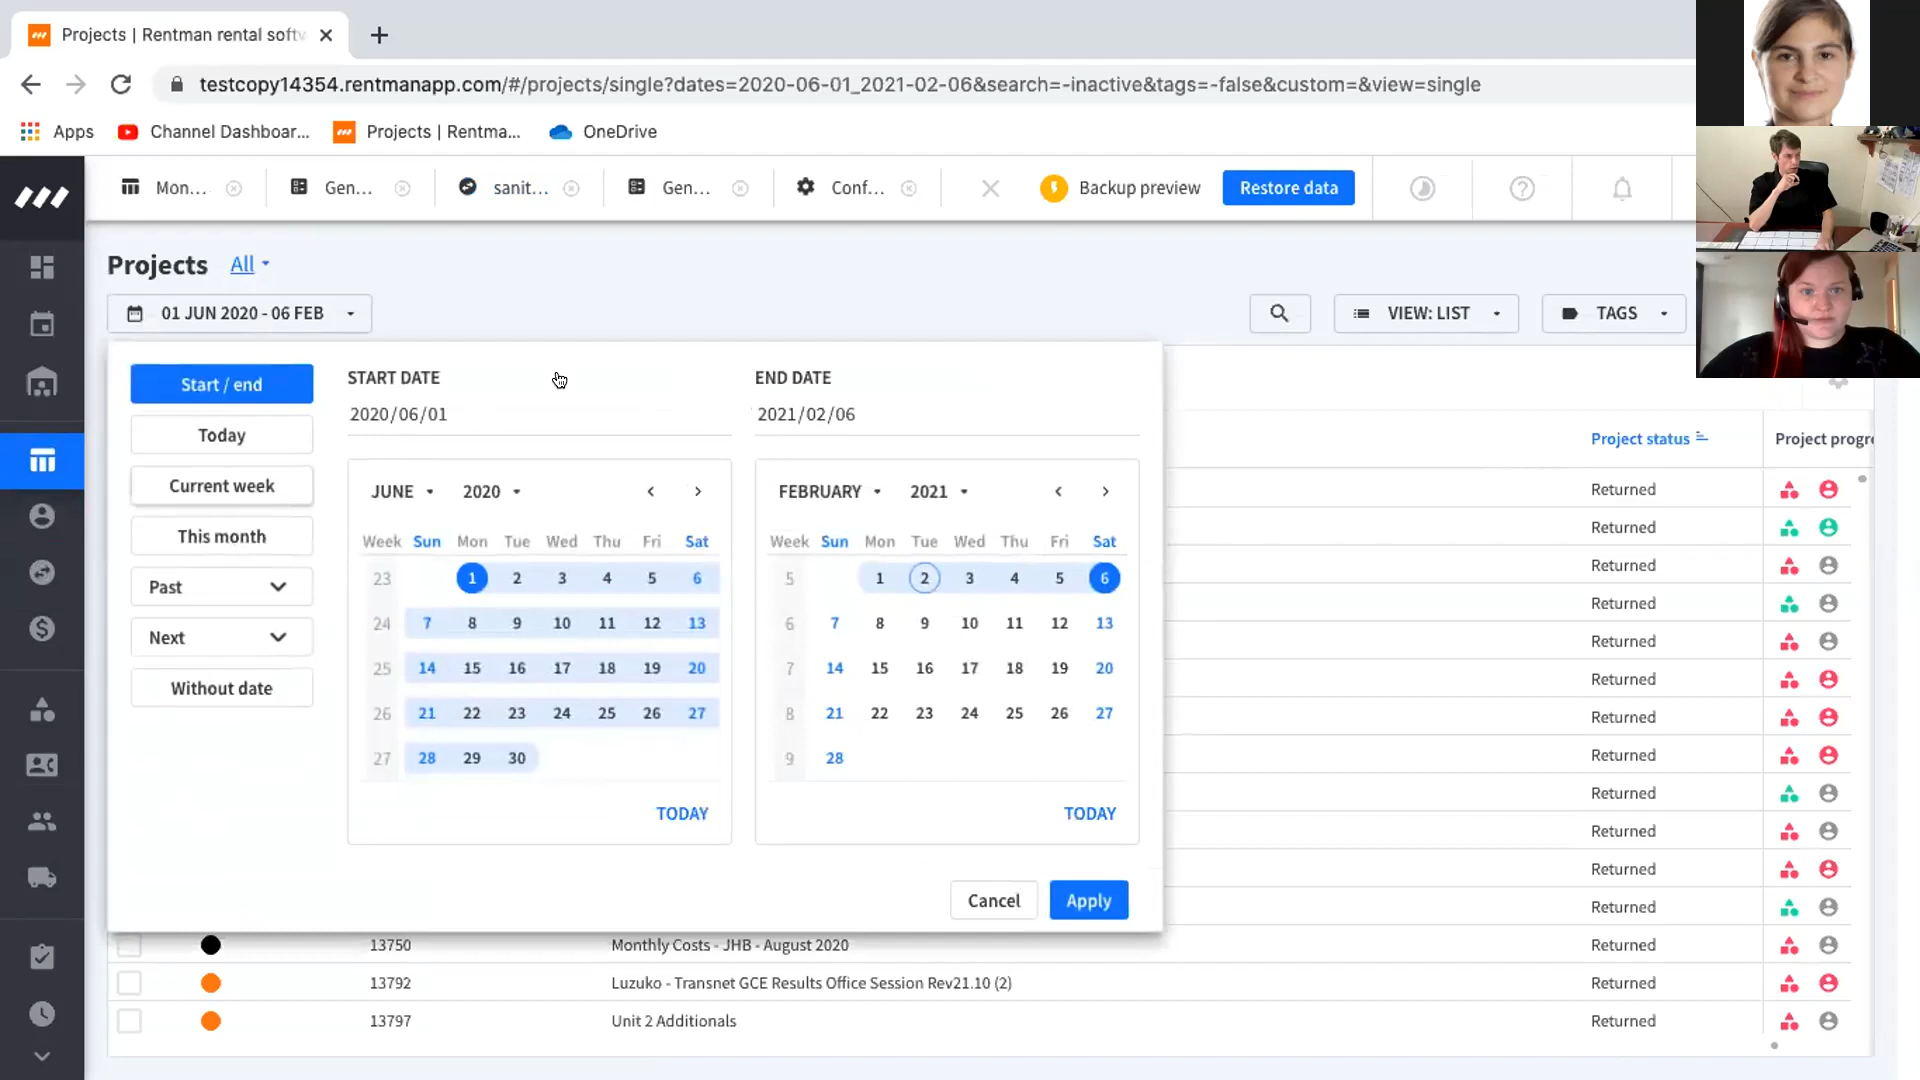 Projects | Rentman rental softw
testcopy14354.rentmanapp.com/#/projects/single?dates=2020-06-01_2021-02-06&search=-inactive&tags=-false&custom=&view=single
Apps Channel Dashboar... Projects | Rentma... OneDrive
Mon... Gen... sanit... Gen... Conf... Backup preview Restore data
Projects All
01 JUN 2020 - 06 FEB VIEW: LIST TAGS
Start / end
Today
Current week
This month
Past
Next
Without date
START DATE
2020/06/01
JUNE 2020
Week Sun Mon Tue Wed Thu Fri Sat
23 1 2 3 4 5 6
24 7 8 9 10 11 12 13
25 14 15 16 17 18 19 20
26 21 22 23 24 25 26 27
27 28 29 30
TODAY
END DATE
2021/02/06
FEBRUARY 2021
Week Sun Mon Tue Wed Thu Fri Sat
5 1 2 3 4 5 6
6 7 8 9 10 11 12 13
7 14 15 16 17 18 19 20
8 21 22 23 24 25 26 27
9 28
TODAY
Cancel Apply
Project status Project progre
Returned
Returned
Returned
Returned
Returned
Returned
Returned
Returned
Returned
Returned
Returned
Returned
13750 Monthly Costs - JHB - August 2020 Returned
13792 Luzuko - Transnet GCE Results Office Session Rev21.10 (2) Returned
13797 Unit 2 Additionals Returned